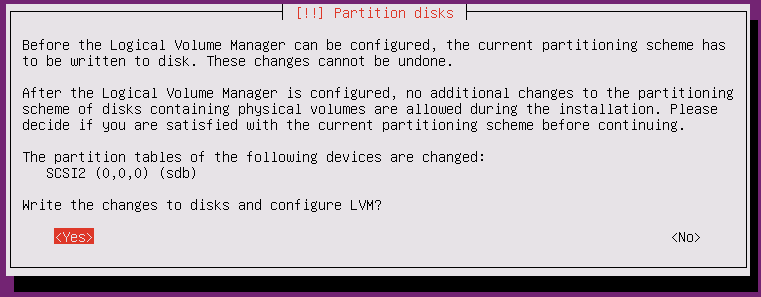 [!!] Partition disks
Before the Logical Volume Manager can be configured, the current partitioning scheme has
to be written to disk. These changes cannot be undone.
After the Logical Volume Manager is configured, no additional changes to the partitioning
scheme of disks containing physical volumes are allowed during the installation. Please
decide if you are satisfied with the current partitioning scheme before continuing.
The partition tables of the following devices are changed:
SCSI2 (0,0,0) (sdb)
Write the changes to disks and configure LVM?
<Yes> <No>